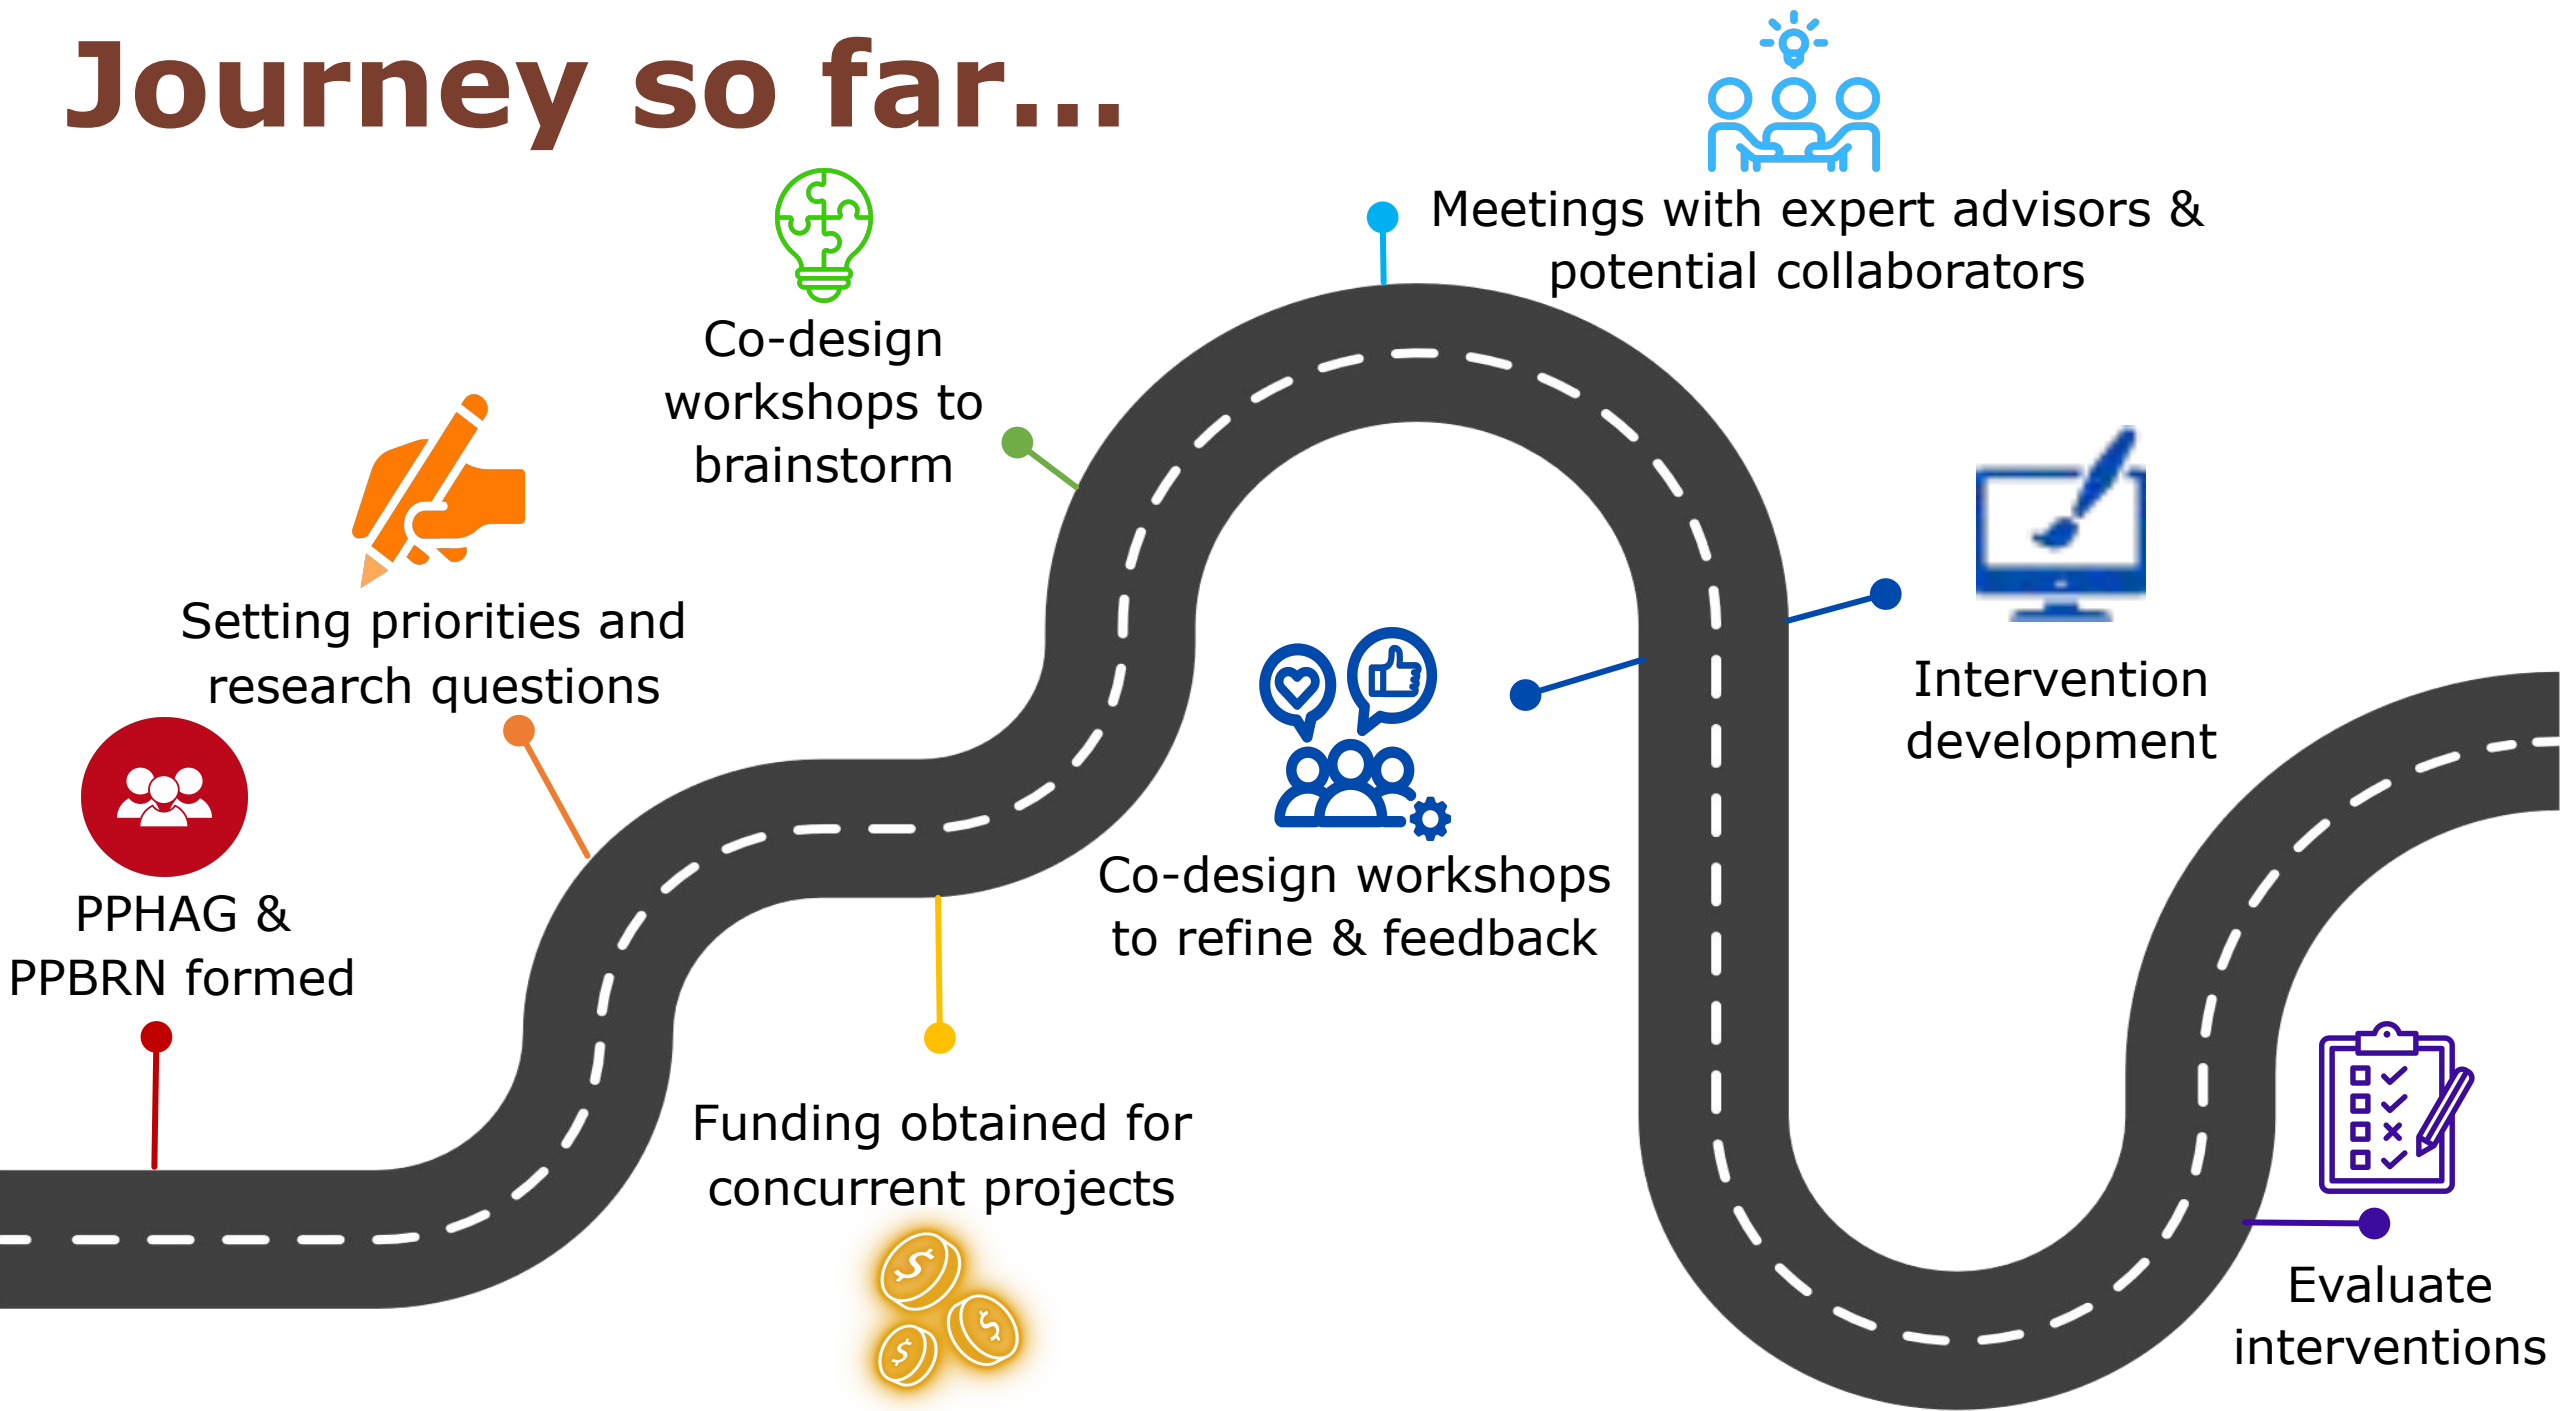 Journey so far...
PPHAG &
PPBRN formed
Setting priorities and
research questions
Funding obtained for
concurrent projects
Co-design
workshops to
brainstorm
Meetings with expert advisors &
potential collaborators
Co-design workshops
to refine & feedback
Intervention
development
Evaluate
interventions